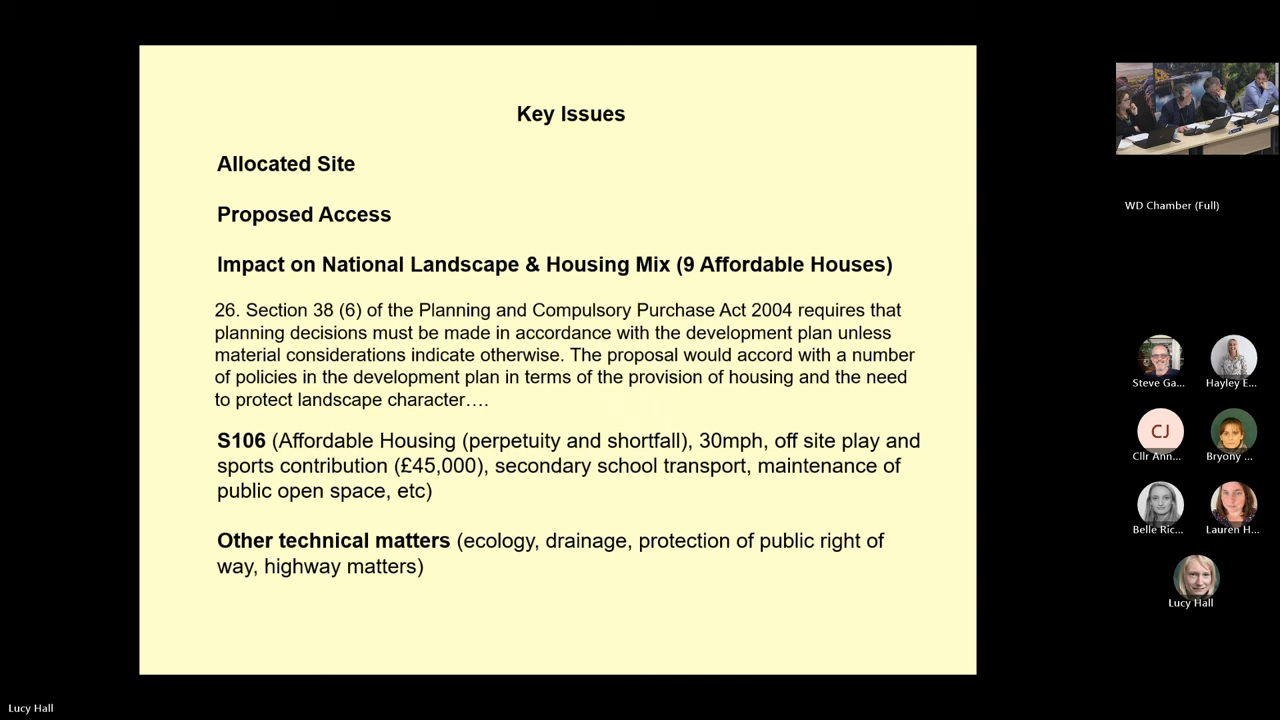 Key Issues
Allocated Site
Proposed Access
Impact on National Landscape & Housing Mix (9 Affordable Houses)
26. Section 38 (6) of the Planning and Compulsory Purchase Act 2004 requires that
planning decisions must be made in accordance with the development plan unless
material considerations indicate otherwise. The proposal would accord with a number
of policies in the development plan in terms of the provision of housing and the need
to protect landscape character….
S106 (Affordable Housing (perpetuity and shortfall), 30mph, off site play and
sports contribution (£45,000), secondary school transport, maintenance of
public open space, etc)
Other technical matters (ecology, drainage, protection of public right of
way, highway matters)
WD Chamber (Full)
Steve Ga...
Hayley E...
CJ
Cllr Ann...
Bryony ...
Belle Ric...
Lauren H...
Lucy Hall
Lucy Hall